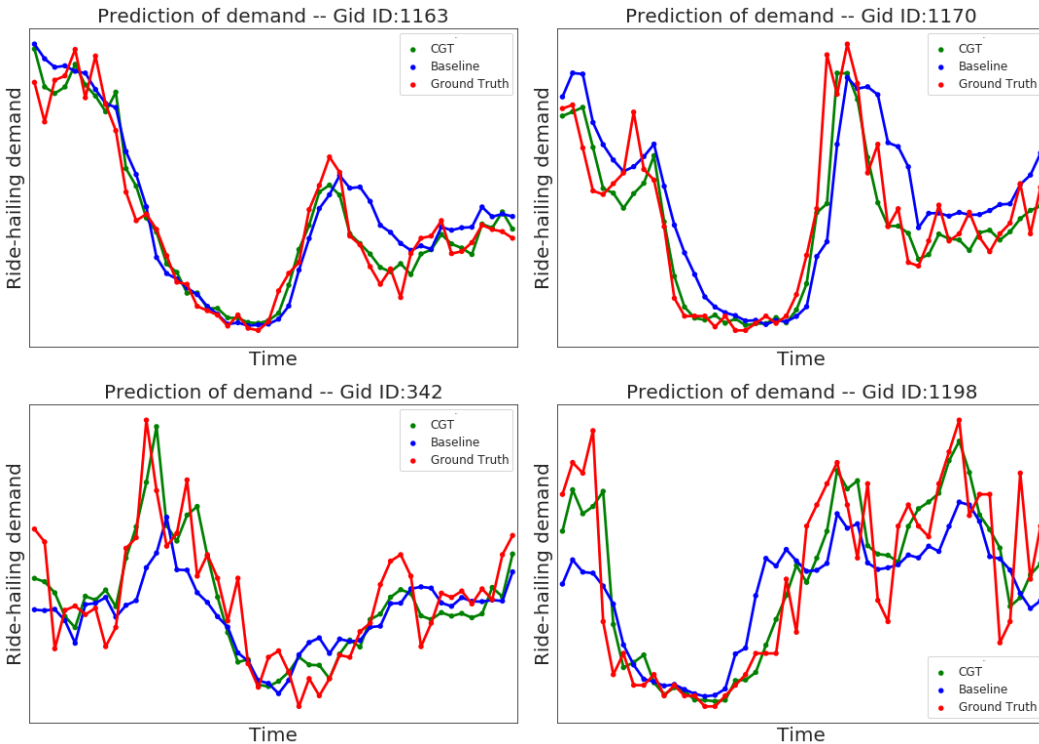 Prediction of demand -- Gid ID:1163
CGT
Baseline
Ground Truth
Ride-hailing demand
Time
Prediction of demand -- Gid ID:1170
CGT
Baseline
Ground Truth
Ride-hailing demand
Time
Prediction of demand -- Gid ID:342
CGT
Baseline
Ground Truth
Ride-hailing demand
Time
Prediction of demand -- Gid ID:1198
CGT
Baseline
Ground Truth
Ride-hailing demand
Time